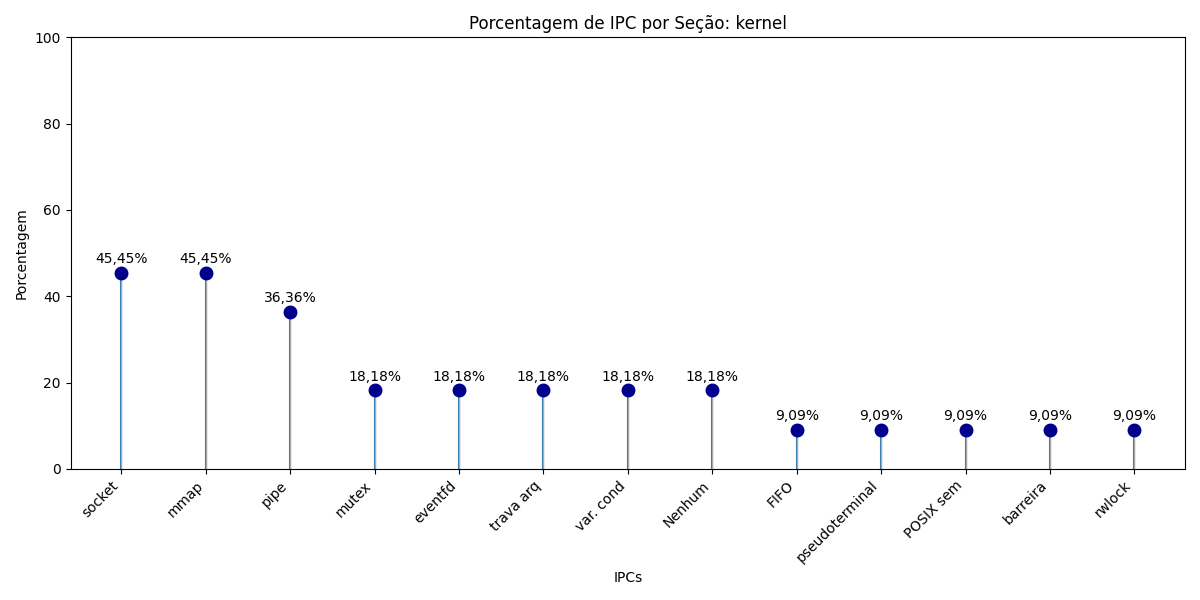 Porcentagem de IPC por Seção: kernel
Porcentagem
100
80
60
40
20
0
45,45%
45,45%
36,36%
18,18%
18,18%
18,18%
18,18%
18,18%
9,09%
9,09%
9,09%
9,09%
9,09%
socket
mmap
pipe
mutex
eventfd
trava arq
var. cond
Nenhum
FIFO
pseudoterminal
POSIX sem
barreira
rwlock
IPCs